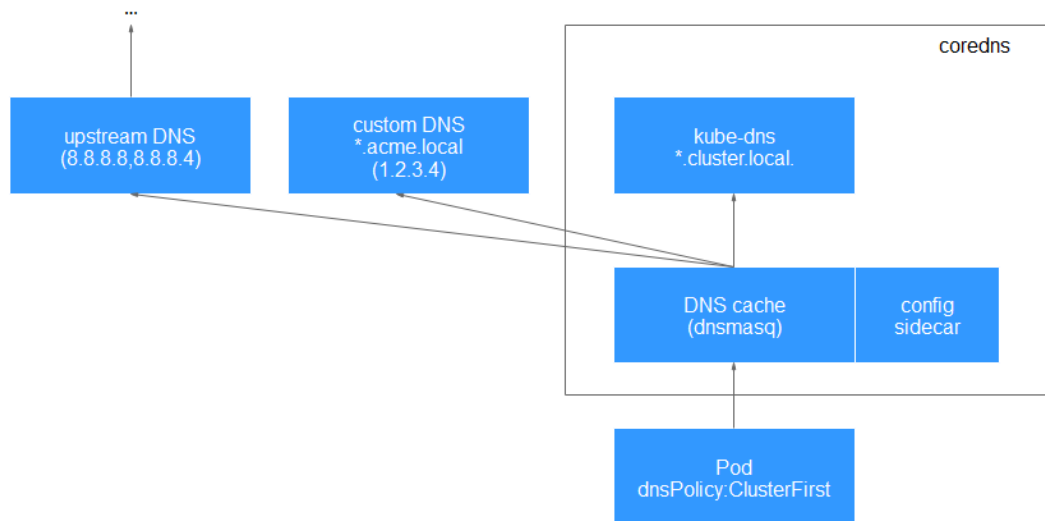 ...
coredns
upstream DNS
(8.8.8.8,8.8.8.4)
custom DNS
*.acme.local
(1.2.3.4)
kube-dns
*.cluster.local.
DNS cache
(dnsmasq)
config
sidecar
Pod
dnsPolicy:ClusterFirst